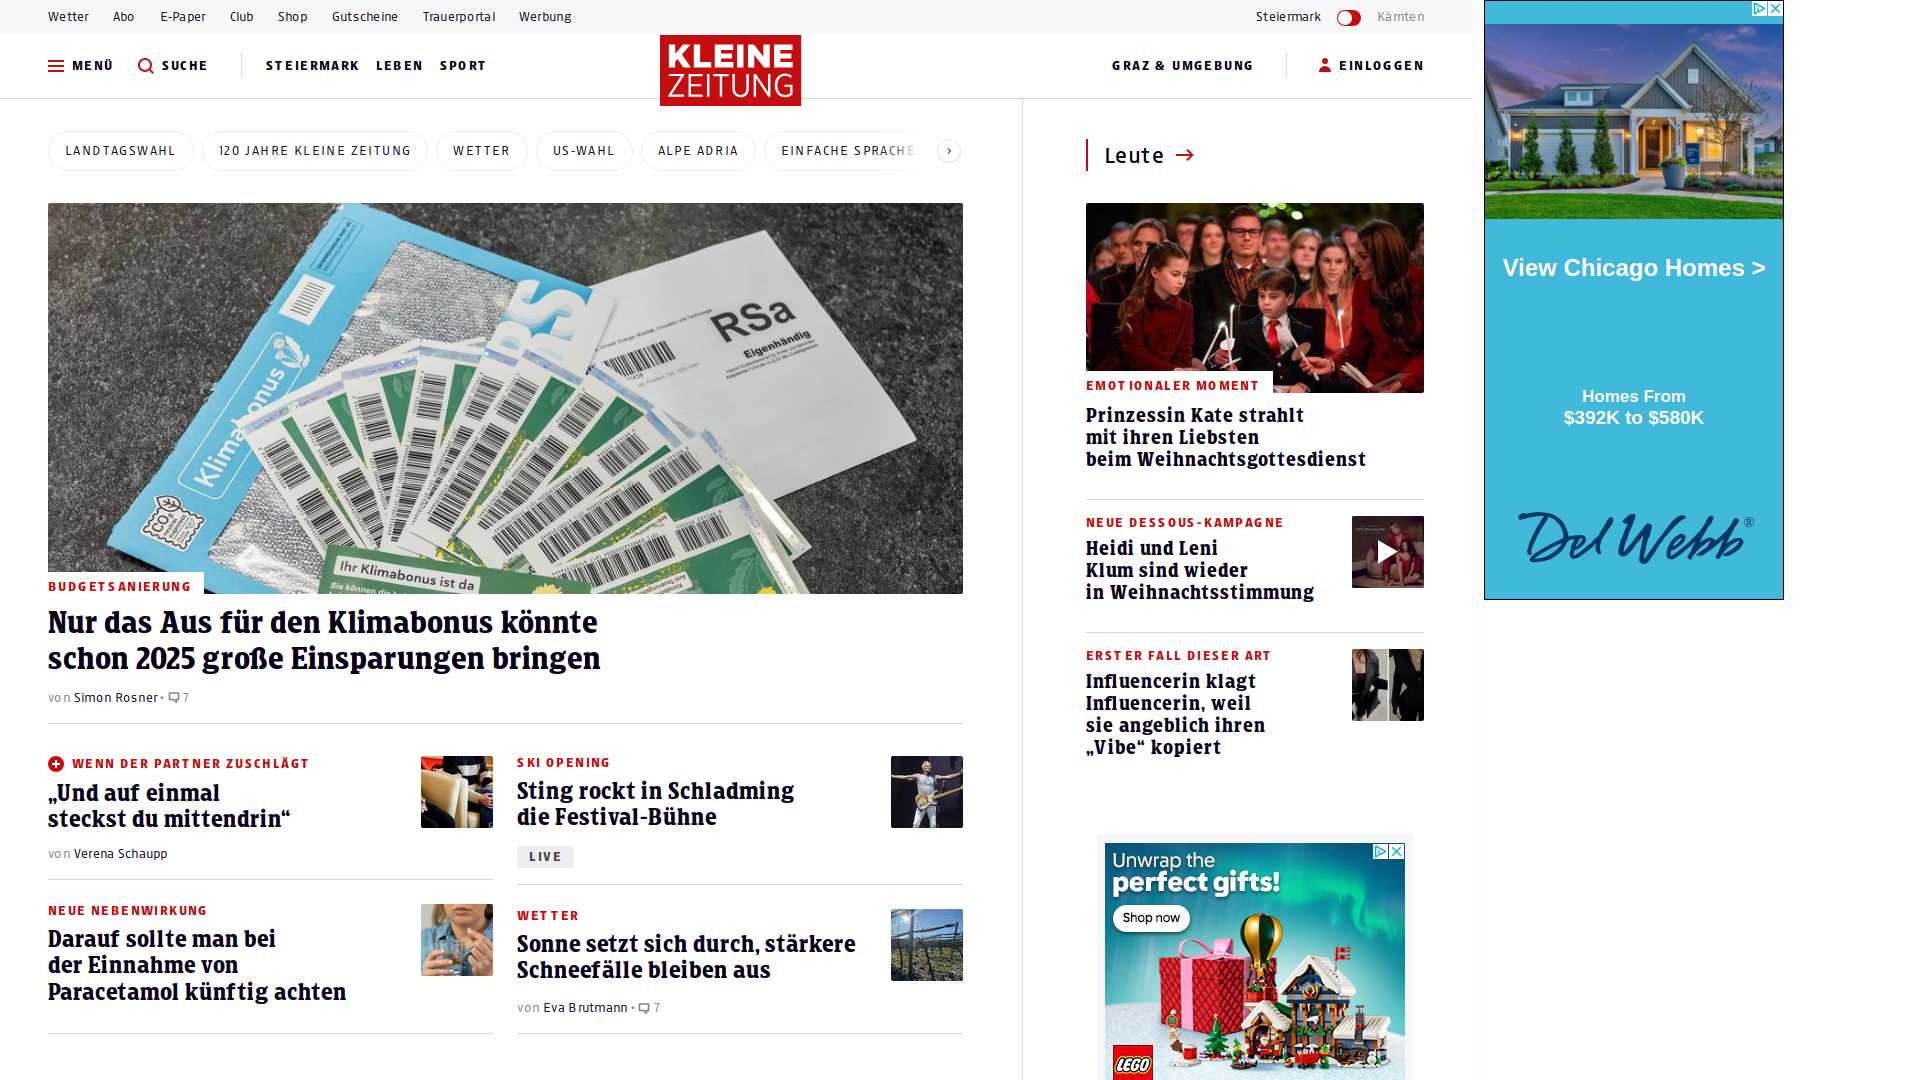 Wetter Abo E-Paper Club Shop Gutscheine Trauerportal Werbung Steiermark Kärnten
MENÜ SUCHE STEIERMARK LEBEN SPORT KLEINE ZEITUNG GRAZ & UMGEBUNG EINLOGGEN
LANDTAGSWAHL 120 JAHRE KLEINE ZEITUNG WETTER US-WAHL ALPE ADRIA EINFACHE SPRACHE
Klimabonus
RSa
Eigenhändig
Ihr Klimabonus ist da
BUDGETSANIERUNG
Nur das Aus für den Klimabonus könnte
schon 2025 große Einsparungen bringen
von Simon Rosner • 7
WENN DER PARTNER ZUSCHLÄGT
„Und auf einmal
steckst du mittendrin“
von Verena Schaupp
NEUE NEBENWIRKUNG
Darauf sollte man bei
der Einnahme von
Paracetamol künftig achten
SKI OPENING
Sting rockt in Schladming
die Festival-Bühne
LIVE
WETTER
Sonne setzt sich durch, stärkere
Schneefälle bleiben aus
von Eva Brutmann • 7
Leute
EMOTIONALER MOMENT
Prinzessin Kate strahlt
mit ihren Liebsten
beim Weihnachtsgottesdienst
NEUE DESSOUS-KAMPAGNE
Heidi und Leni
Klum sind wieder
in Weihnachtsstimmung
ERSTER FALL DIESER ART
Influencerin klagt
Influencerin, weil
sie angeblich ihren
„Vibe“ kopiert
Unwrap the
perfect gifts!
Shop now
LEGO
View Chicago Homes >
Homes From
$392K to $580K
Del Webb®